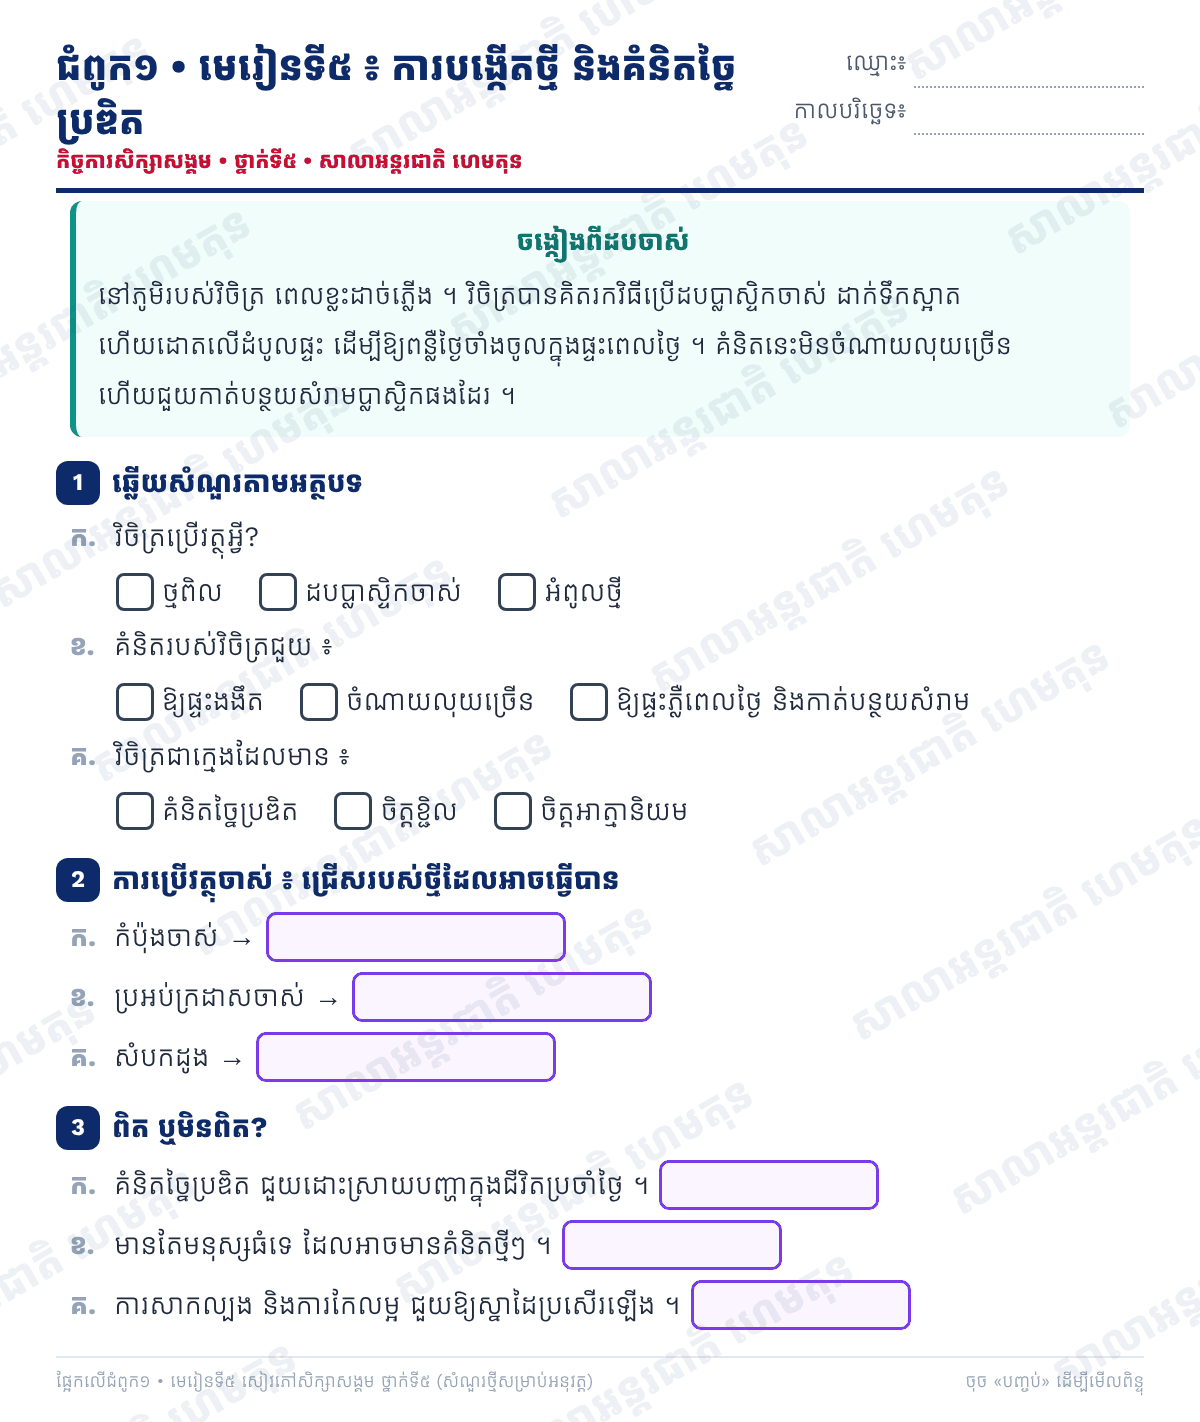 ជំពូក១ • មេរៀនទី៥ ៖ ការបង្កើតថ្មី និងគំនិតច្នៃ
ប្រឌិត
ឈ្មោះ៖
កាលបរិច្ឆេទ៖
កិច្ចការសិក្សាសង្គម • ថ្នាក់ទី៥ • សាលាអន្តរជាតិ ហេមតុន
ចង្កៀងពីដបចាស់
នៅភូមិរបស់វិចិត្រ ពេលខ្លះដាច់ភ្លើង ។ វិចិត្របានគិតរកវិធីប្រើដបប្លាស្ទិកចាស់ ដាក់ទឹកស្អាត
ហើយដោតលើដំបូលផ្ទះ ដើម្បីឱ្យពន្លឺថ្ងៃចាំងចូលក្នុងផ្ទះពេលថ្ងៃ ។ គំនិតនេះមិនចំណាយលុយច្រើន
ហើយជួយកាត់បន្ថយសំរាមប្លាស្ទិកផងដែរ ។
1 ឆ្លើយសំណួរតាមអត្ថបទ
ក. វិចិត្រប្រើវត្ថុអ្វី?
ថ្មពិល ដបប្លាស្ទិកចាស់ អំពូលថ្មី
ខ. គំនិតរបស់វិចិត្រជួយ ៖
ឱ្យផ្ទះងងឹត ចំណាយលុយច្រើន ឱ្យផ្ទះភ្លឺពេលថ្ងៃ និងកាត់បន្ថយសំរាម
គ. វិចិត្រជាក្មេងដែលមាន ៖
គំនិតច្នៃប្រឌិត ចិត្តខ្ជិល ចិត្តអាត្មានិយម
2 ការប្រើវត្ថុចាស់ ៖ ជ្រើសរបស់ថ្មីដែលអាចធ្វើបាន
ក. កំប៉ុងចាស់ →
ខ. ប្រអប់ក្រដាសចាស់ →
គ. សំបកដូង →
3 ពិត ឬមិនពិត?
ក. គំនិតច្នៃប្រឌិត ជួយដោះស្រាយបញ្ហាក្នុងជីវិតប្រចាំថ្ងៃ ។
ខ. មានតែមនុស្សធំទេ ដែលអាចមានគំនិតថ្មីៗ ។
គ. ការសាកល្បង និងការកែលម្អ ជួយឱ្យស្នាដៃប្រសើរឡើង ។
ផ្អែកលើជំពូក១ • មេរៀនទី៥ សៀវភៅសិក្សាសង្គម ថ្នាក់ទី៥ (សំណួរថ្មីសម្រាប់អនុវត្ត)
ចុច «បញ្ចប់» ដើម្បីមើលពិន្ទុ